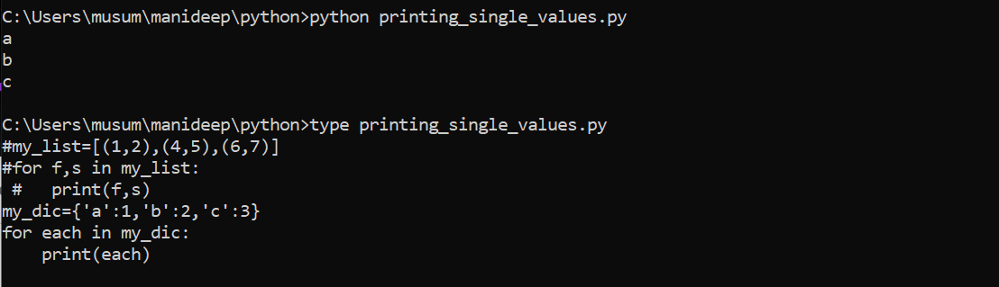 C:\Users\musum\manideep\python>python printing_single_values.py
a
b
c
C:\Users\musum\manideep\python>type printing_single_values.py
#my_list=[(1,2),(4,5),(6,7)]
#for f,s in my_list:
 #   print(f,s)
my_dic={'a':1,'b':2,'c':3}
for each in my_dic:
    print(each)